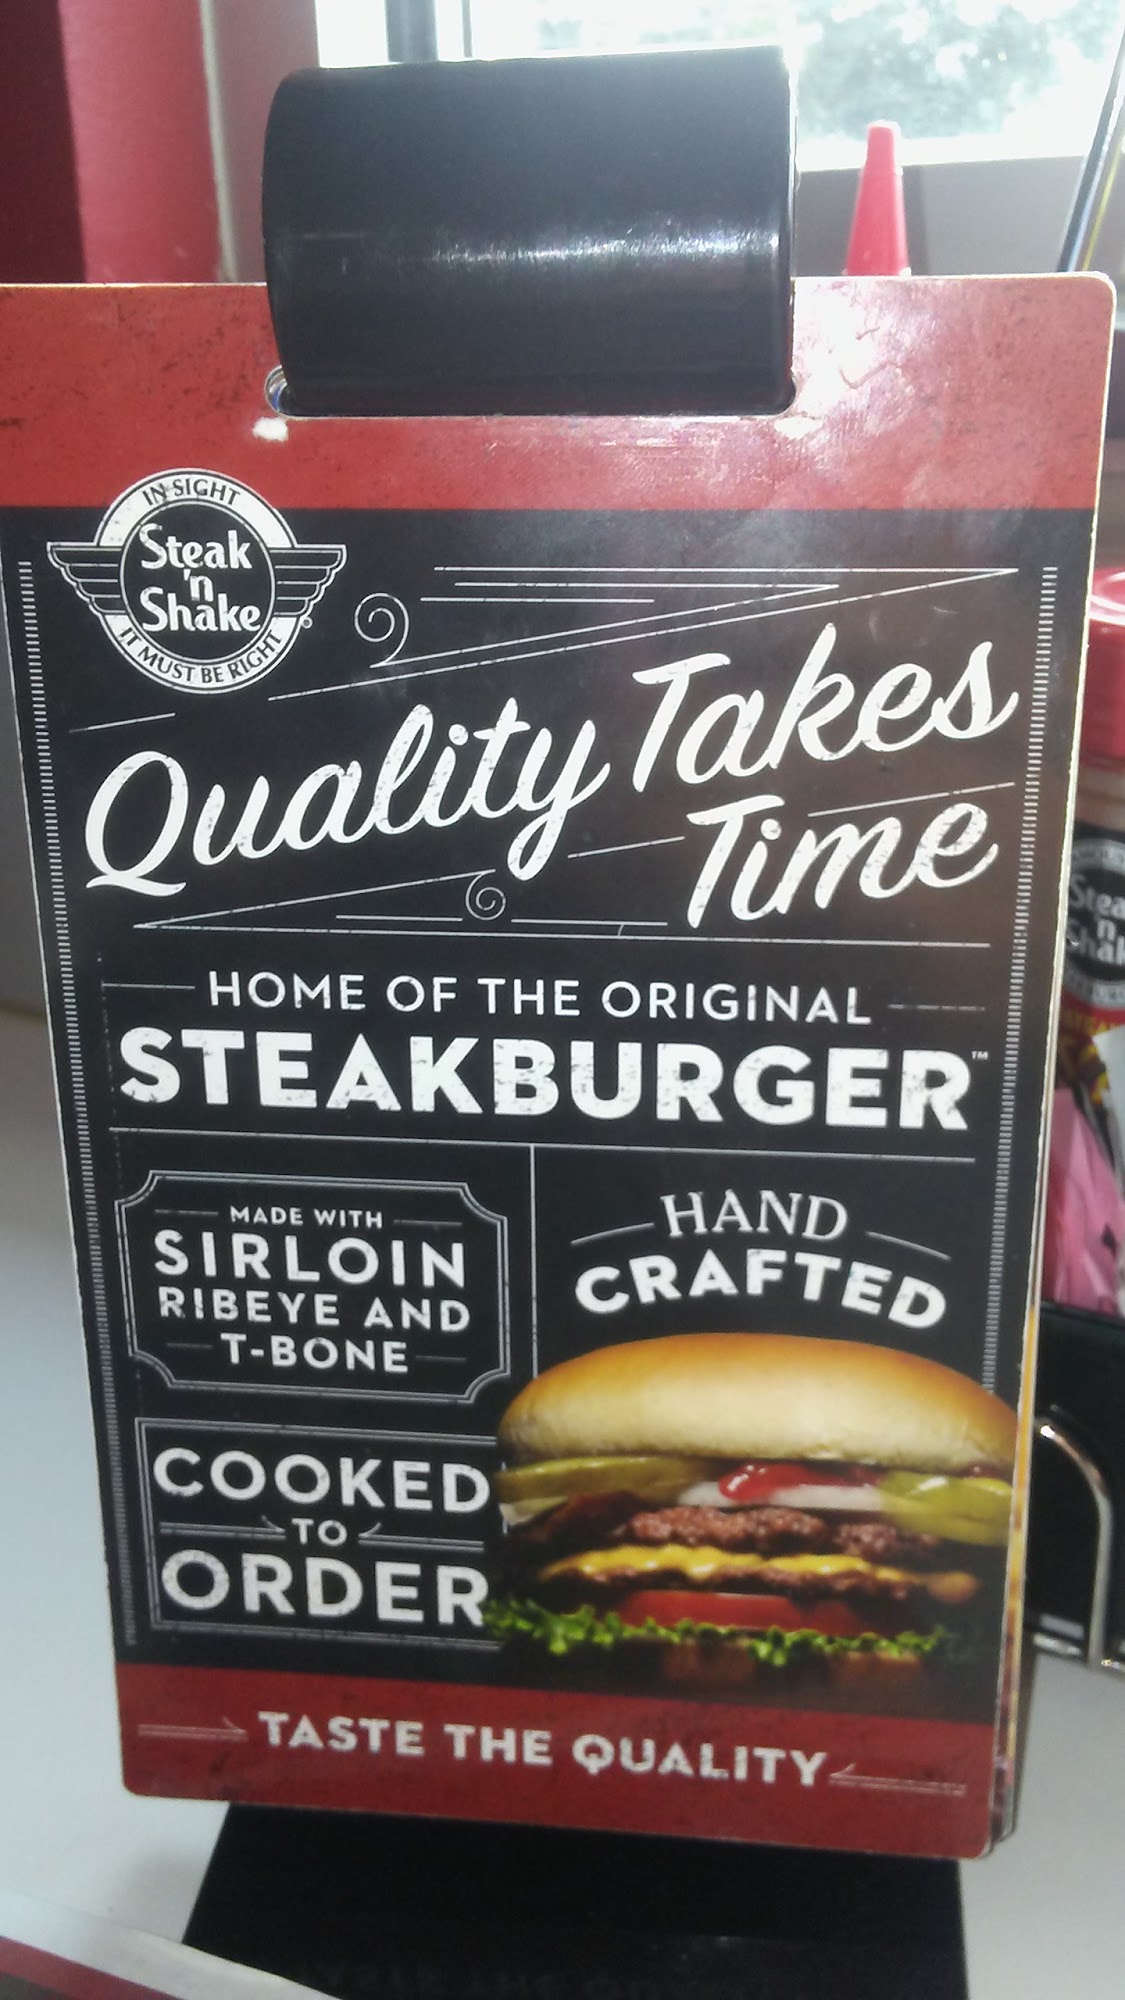 IN SIGHT
Steak
'n
Shake®
IT MUST BE RIGHT
Quality Takes
Time
HOME OF THE ORIGINAL
STEAKBURGER™
MADE WITH
SIRLOIN
RIBEYE AND
T-BONE
HAND
CRAFTED
COOKED
TO
ORDER
TASTE THE QUALITY